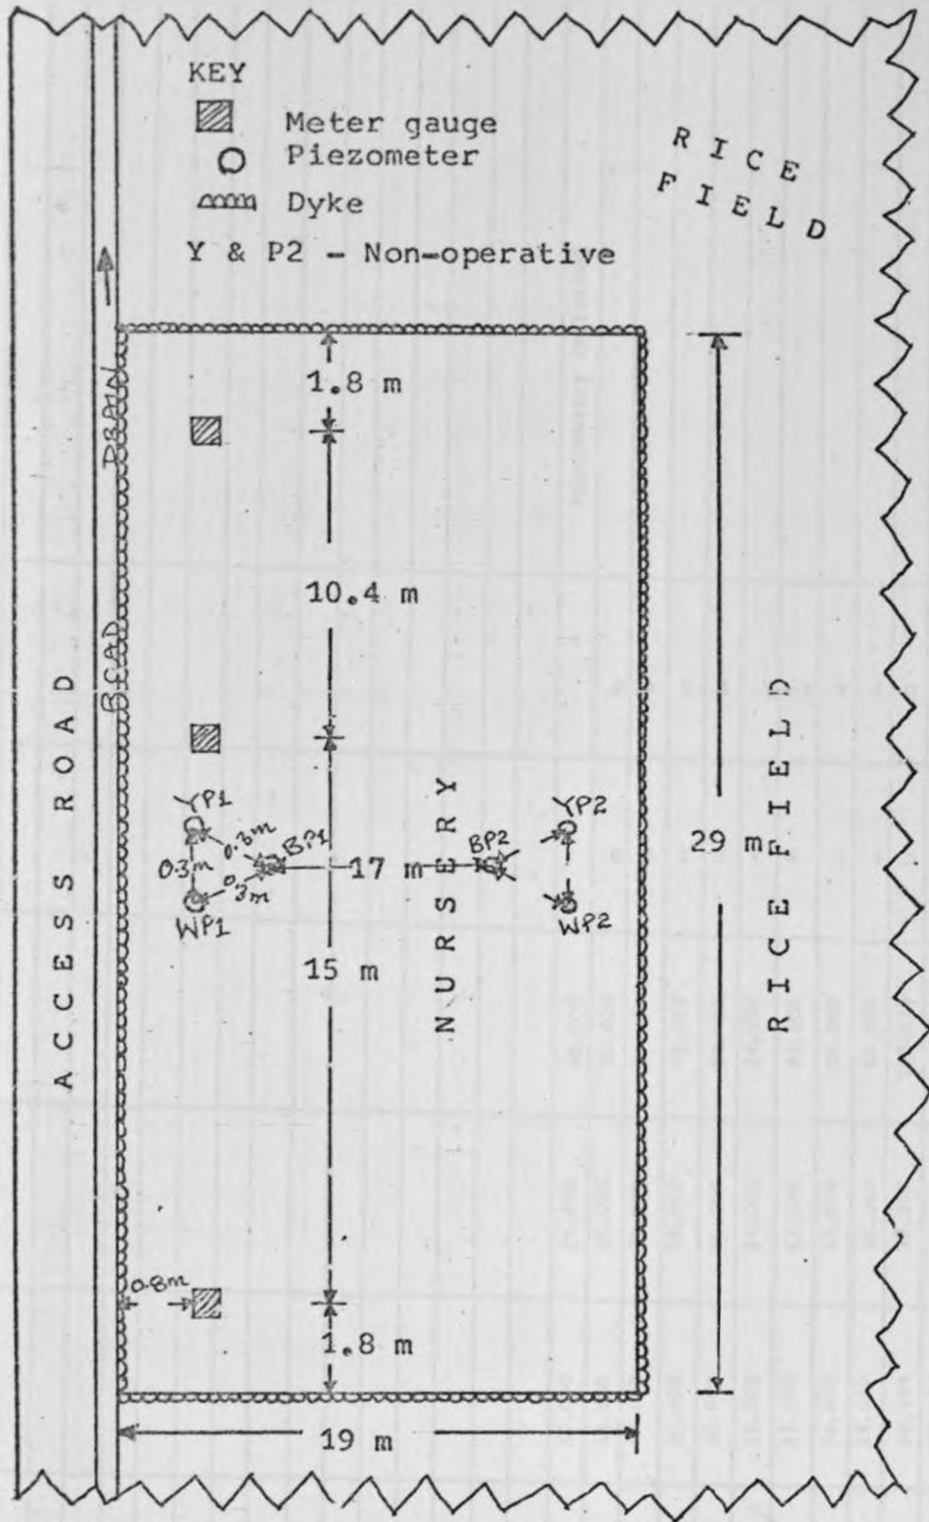 KEY
Meter gauge
Piezometer
Dyke
Y & P2 - Non-operative
RICE
FIELD
1.8 m
10.4 m
15 m
1.8 m
0.8m
19 m
29 m
17 m
YP1
0.3m
BP1
0.3m
0.3m
WP1
BP2
YP2
WP2
NURSERY
RICE FIELD
ACCESS ROAD
ROAD DRAIN